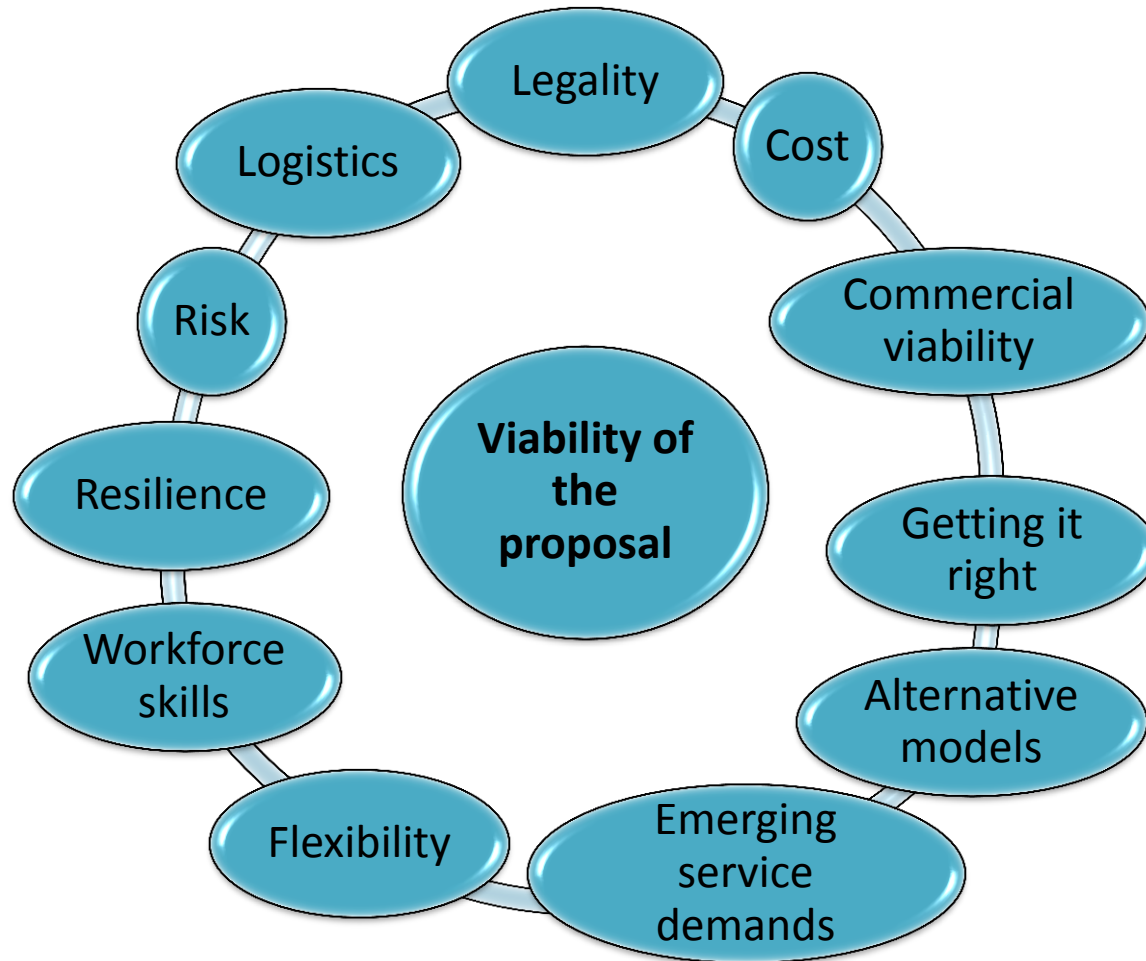 Legality
Cost
Commercial
viability
Getting it
right
Alternative
models
Emerging
service
demands
Flexibility
Workforce
skills
Resilience
Risk
Logistics
Viability of
the
proposal